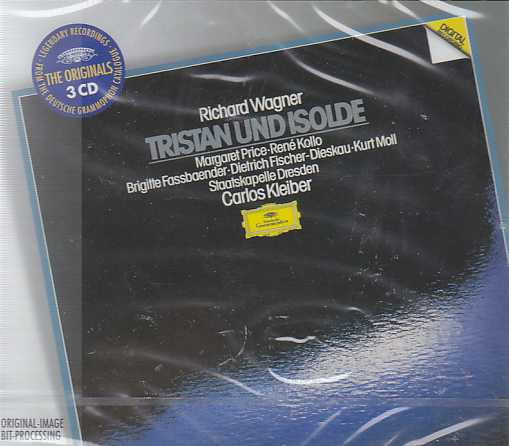 LEGENDARY RECORDINGS
FROM THE DEUTSCHE GRAMMOPHON CATALOGUE
THE ORIGINALS
3 CD
DIGITAL
Richard Wagner
TRISTAN UND ISOLDE
Margaret Price·René Kollo
Brigitte Fassbaender·Dietrich Fischer-Dieskau·Kurt Moll
Staatskapelle Dresden
Carlos Kleiber
Deutsche
Grammophon
ORIGINAL-IMAGE
BIT-PROCESSING